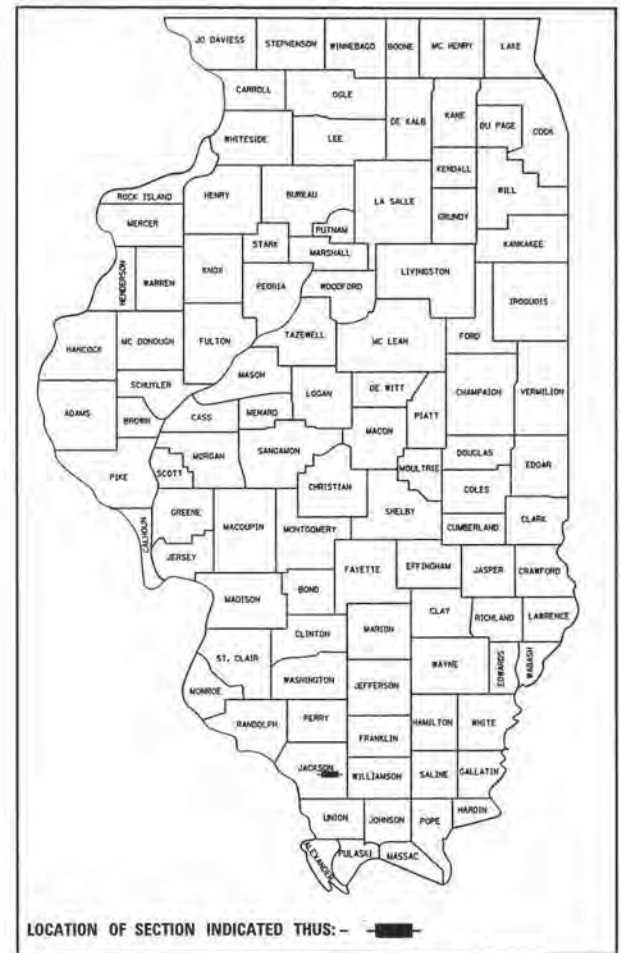 JO DAVIESS STEPHENSON WINNEBAGO BOONE MC HENRY LAKE
CARROLL OGLE DE KALB KANE DU PAGE COOK
WHITESIDE LEE KENDALL WILL
ROCK ISLAND HENRY BUREAU LA SALLE GRUNDY
MERCER PUTNAM KANKAKEE
STARK MARSHALL
HENDERSON WARREN KNOX PEORIA WOODFORD LIVINGSTON IROQUOIS
HANCOCK MC DONOUGH FULTON TAZEWELL MC LEAN FORD
MASON
SCHUYLER LOGAN DE WITT CHAMPAIGN VERMILION
ADAMS BROWN CASS MENARD PIATT
MACON
MORGAN SANGAMON DOUGLAS EDGAR
PIKE SCOTT CHRISTIAN MOULTRIE COLES
GREENE MACOUPIN MONTGOMERY SHELBY CLARK
CALHOUN CUMBERLAND
JERSEY FAYETTE EFFINGHAM JASPER CRAWFORD
MADISON BOND
CLAY RICHLAND LAWRENCE
CLINTON MARION
ST. CLAIR WAYNE EDWARDS WABASH
MONROE WASHINGTON JEFFERSON
RANDOLPH PERRY HAMILTON WHITE
FRANKLIN
JACKSON WILLIAMSON SALINE GALLATIN
UNION JOHNSON POPE HARDIN
ALEXANDER PULASKI MASSAC
LOCATION OF SECTION INDICATED THUS: -